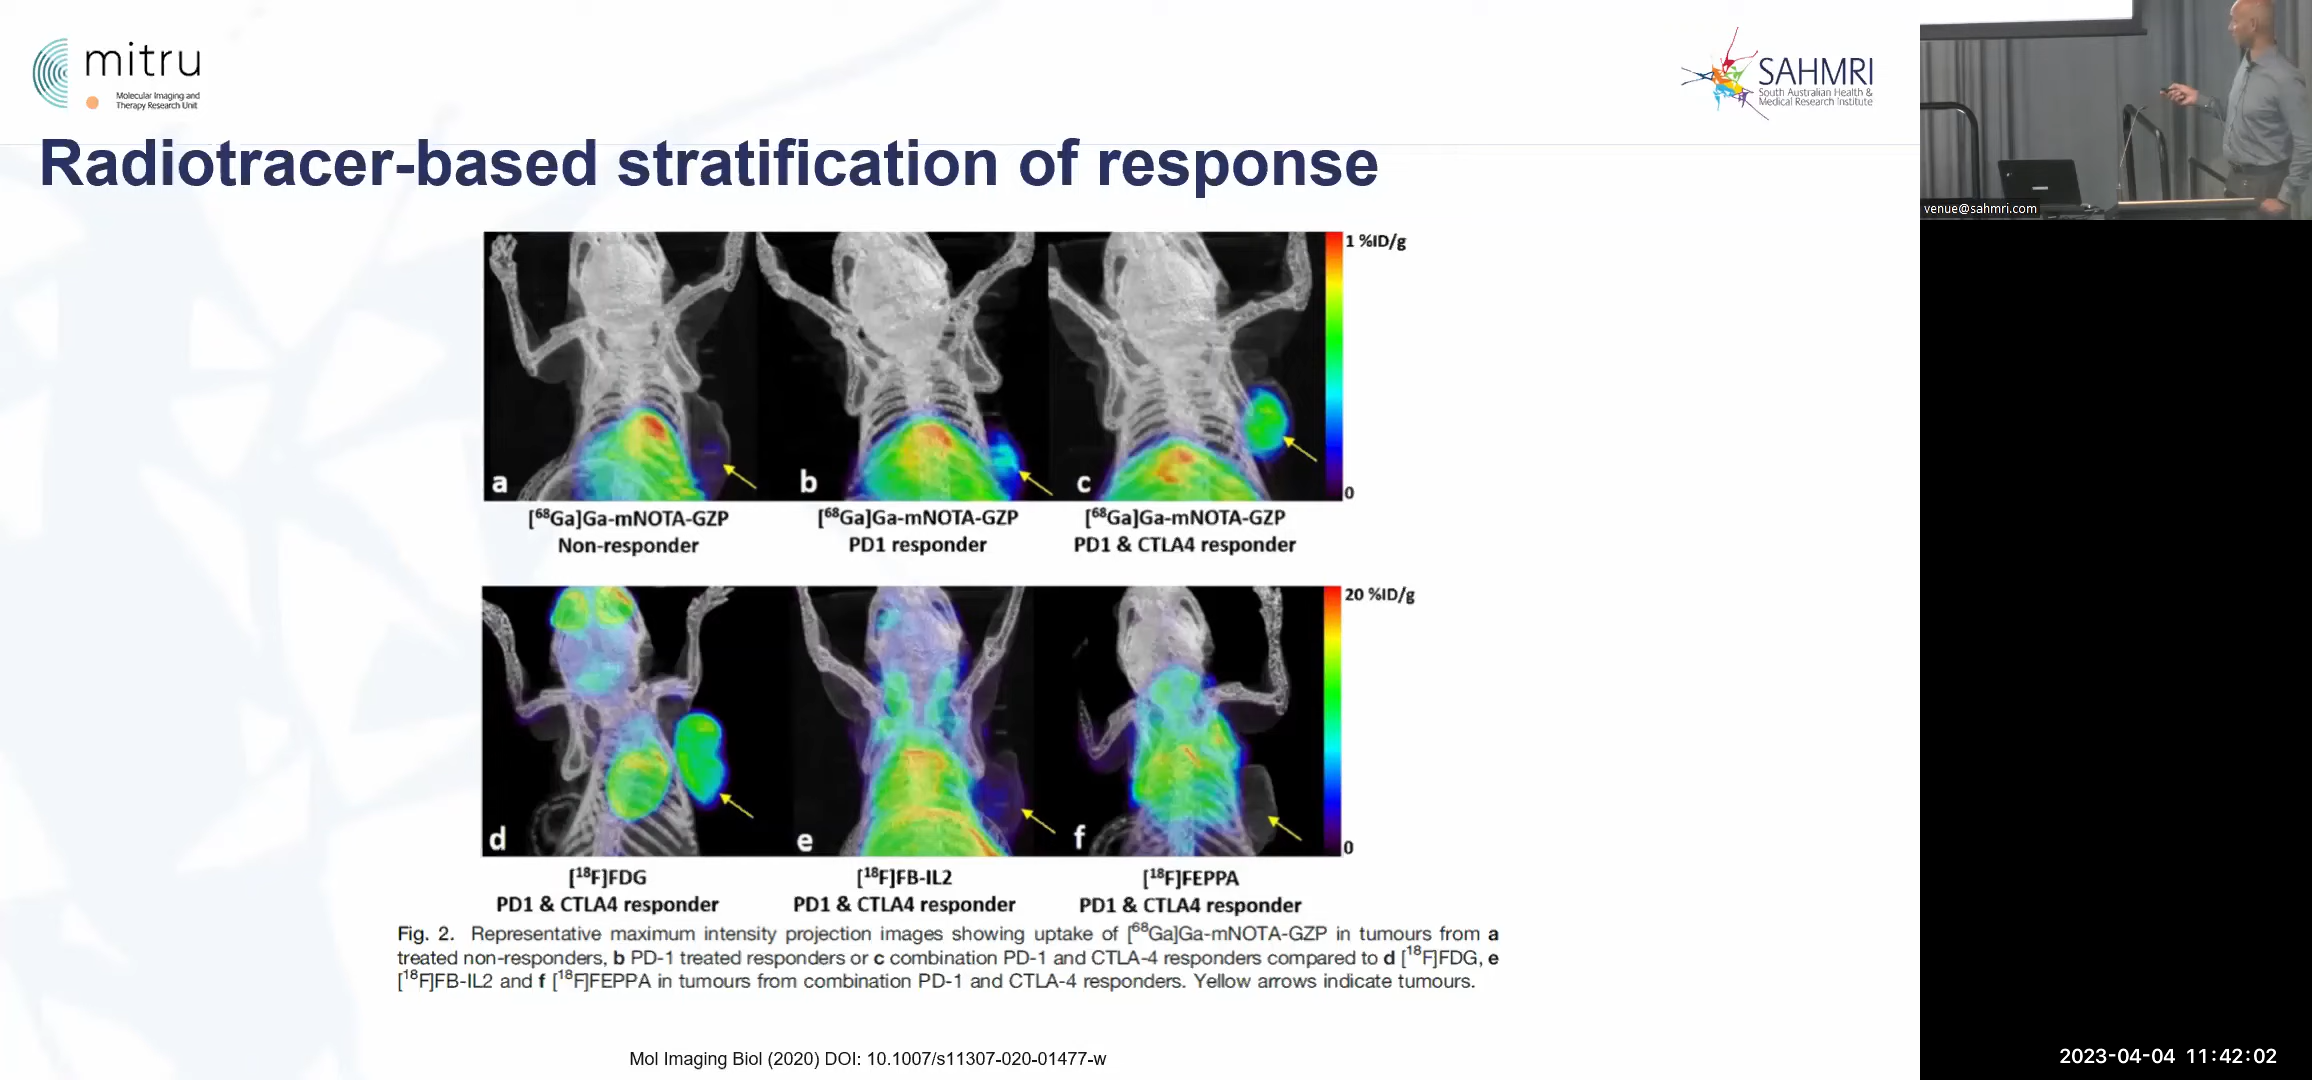 mitru
Molecular Imaging and
Therapy Research Unit
SAHMRI
South Australian Health &
Medical Research Institute
venue@sahmri.com
Radiotracer-based stratification of response
1 %ID/g
a
b
c
0
[⁶⁸Ga]Ga-mNOTA-GZP
Non-responder
[⁶⁸Ga]Ga-mNOTA-GZP
PD1 responder
[⁶⁸Ga]Ga-mNOTA-GZP
PD1 & CTLA4 responder
20 %ID/g
d
e
f
0
[¹⁸F]FDG
PD1 & CTLA4 responder
[¹⁸F]FB-IL2
PD1 & CTLA4 responder
[¹⁸F]FEPPA
PD1 & CTLA4 responder
Fig. 2. Representative maximum intensity projection images showing uptake of [⁶⁸Ga]Ga-mNOTA-GZP in tumours from a
treated non-responders, b PD-1 treated responders or c combination PD-1 and CTLA-4 responders compared to d [¹⁸F]FDG, e
[¹⁸F]FB-IL2 and f [¹⁸F]FEPPA in tumours from combination PD-1 and CTLA-4 responders. Yellow arrows indicate tumours.
Mol Imaging Biol (2020) DOI: 10.1007/s11307-020-01477-w
2023-04-04 11:42:02